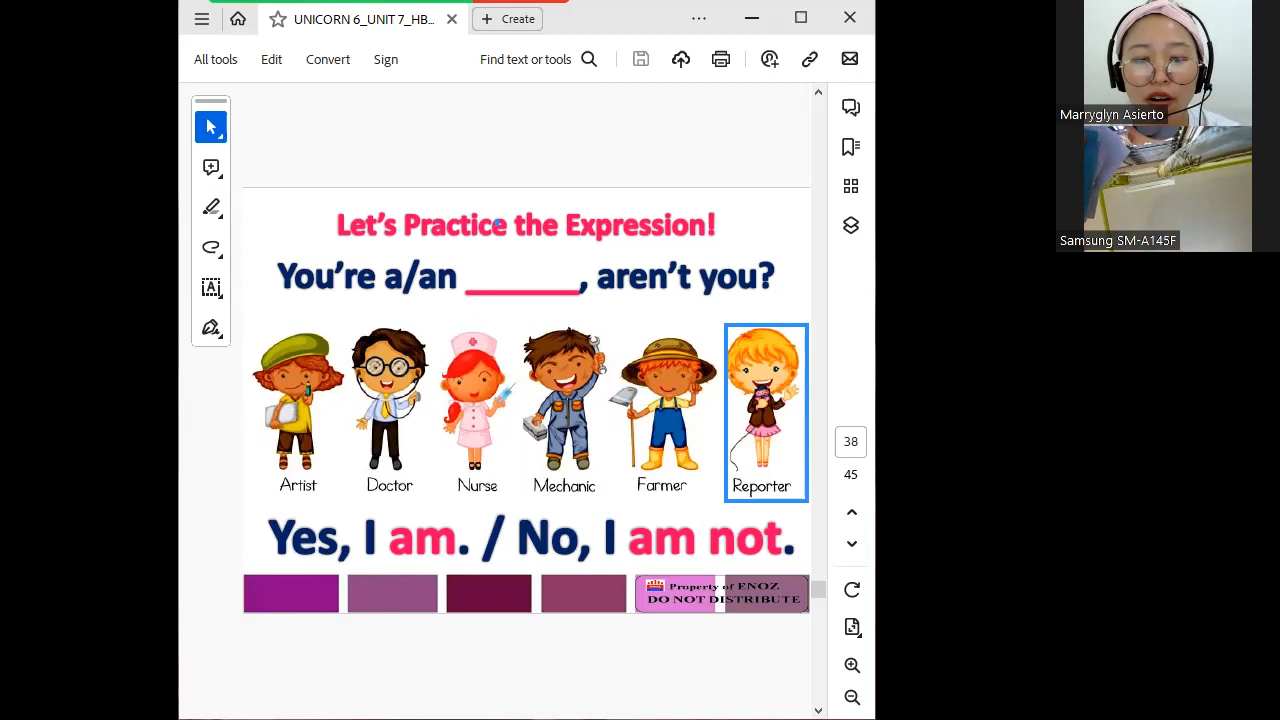 UNICORN 6_UNIT 7_HB...
Create
All tools
Edit
Convert
Sign
Find text or tools
Let's Practice the Expression!
You're a/an _______, aren't you?
Artist
Doctor
Nurse
Mechanic
Farmer
Reporter
Yes, I am. / No, I am not.
Property of ENOZ
DO NOT DISTRIBUTE
38
45
Marryglyn Asierto
Samsung SM-A145F